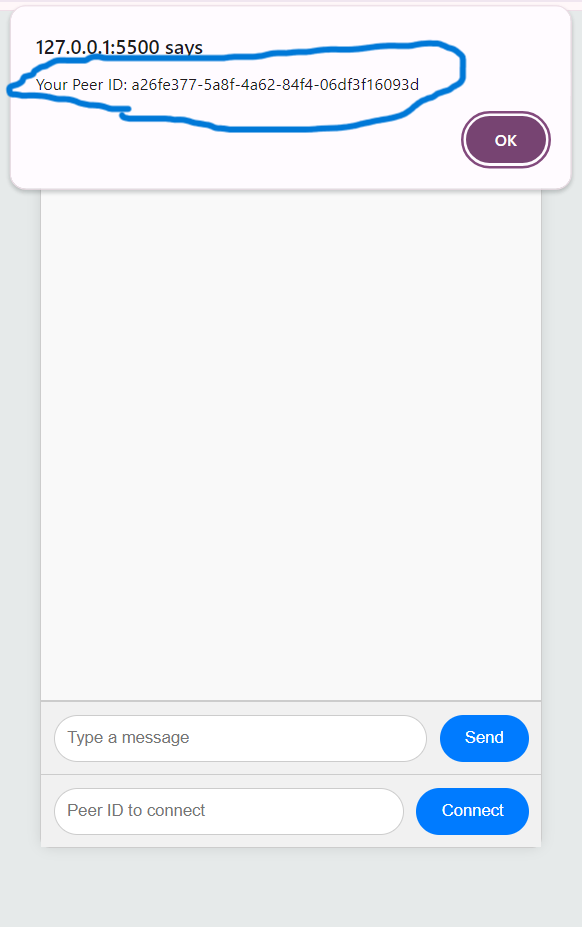 127.0.0.1:5500 says
Your Peer ID: a26fe377-5a8f-4a62-84f4-06df3f16093d
OK
Type a message
Send
Peer ID to connect
Connect